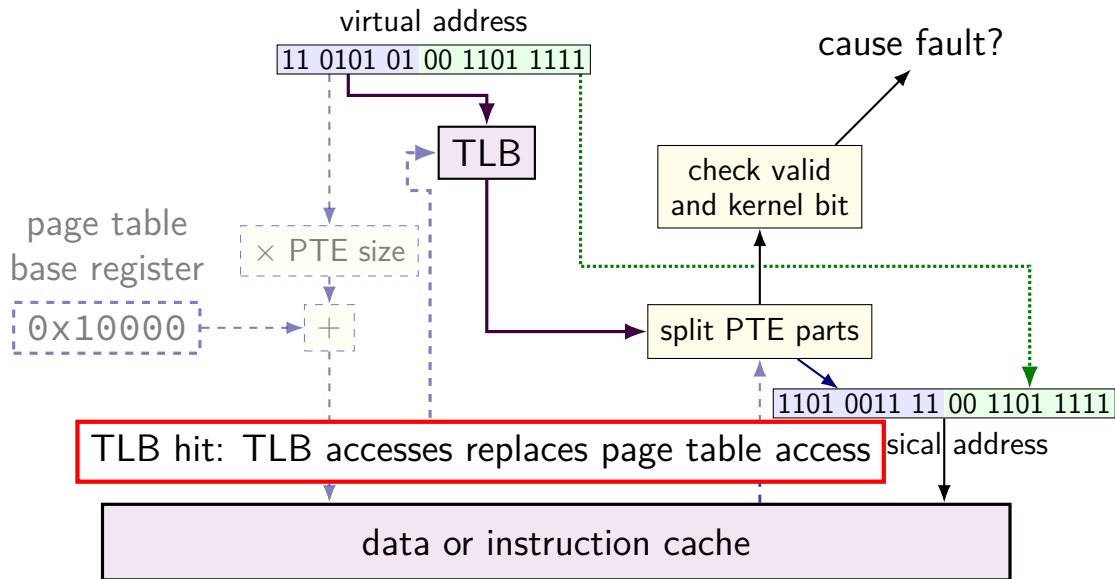 virtual address
11 0101 01 00 1101 1111
cause fault?
TLB
check valid
and kernel bit
page table
base register
× PTE size
0x10000
+
split PTE parts
1101 0011 11 00 1101 1111
TLB hit: TLB accesses replaces page table access
sical address
data or instruction cache